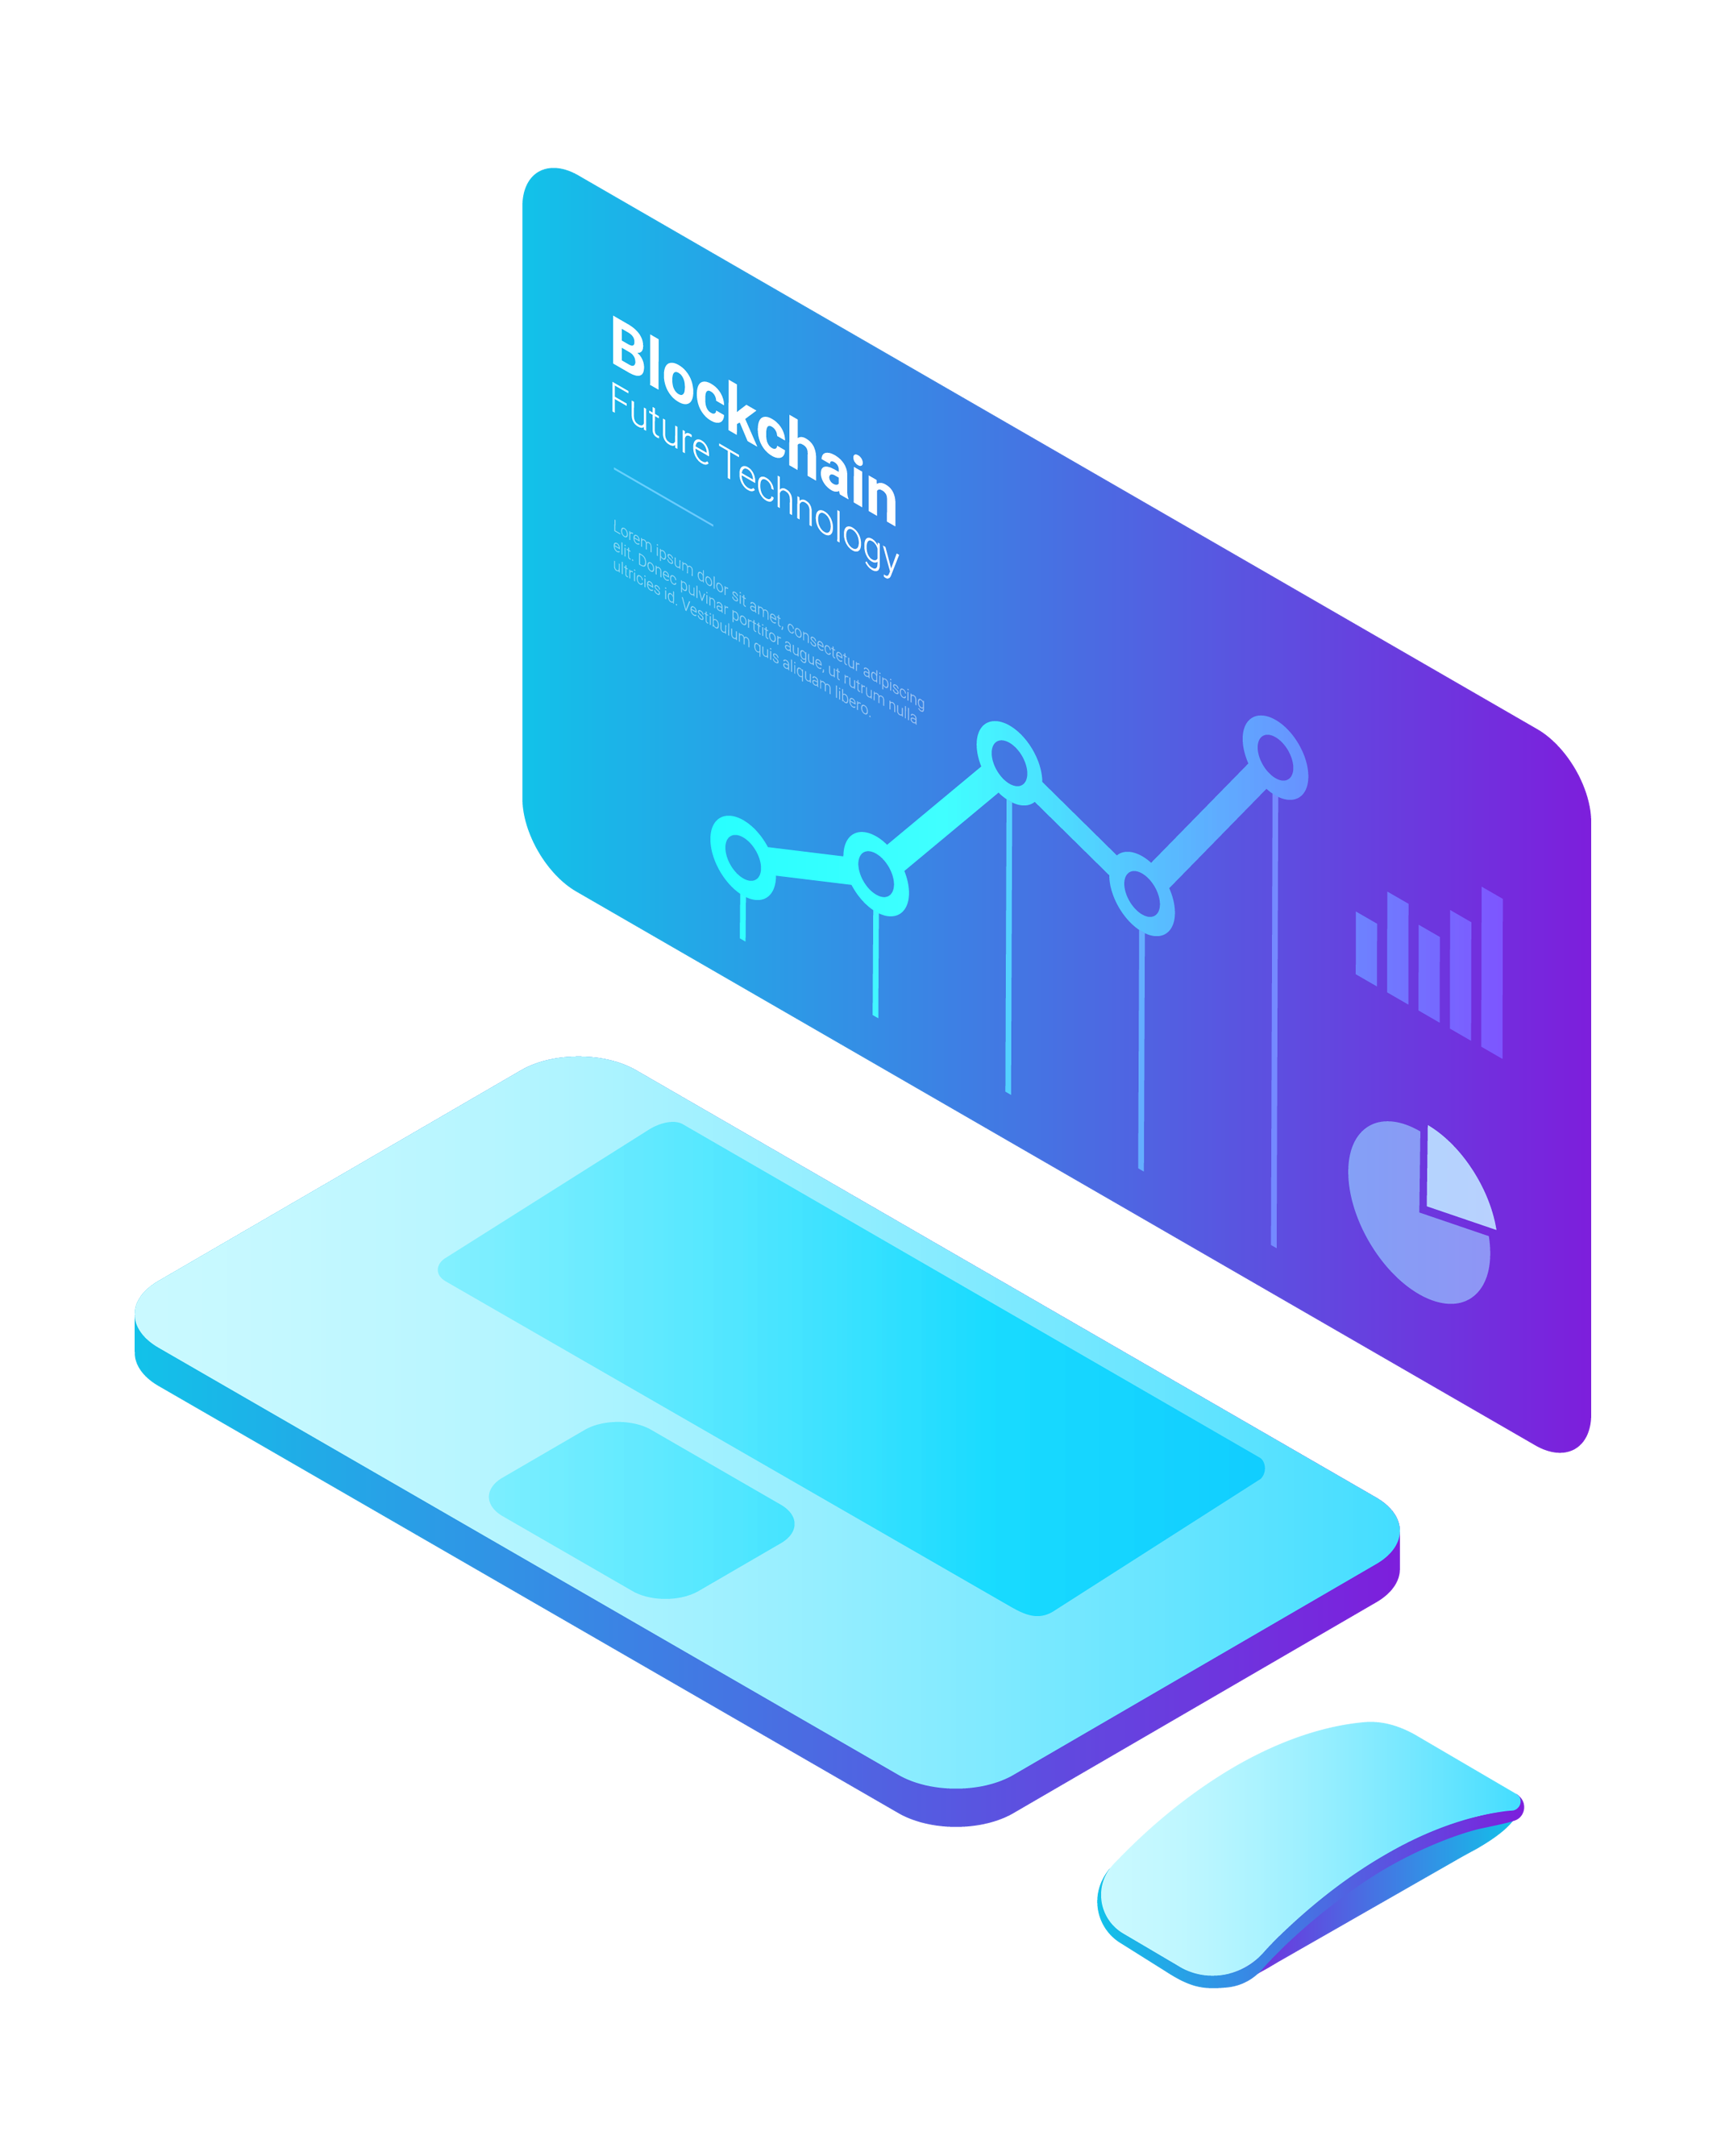 Blockchain
Future Technology
Lorem ipsum dolor sit amet, consectetur adipiscing
elit. Donec pulvinar porttitor augue, ut rutrum nulla
ultricies id. Vestibulum quis aliquam libero.